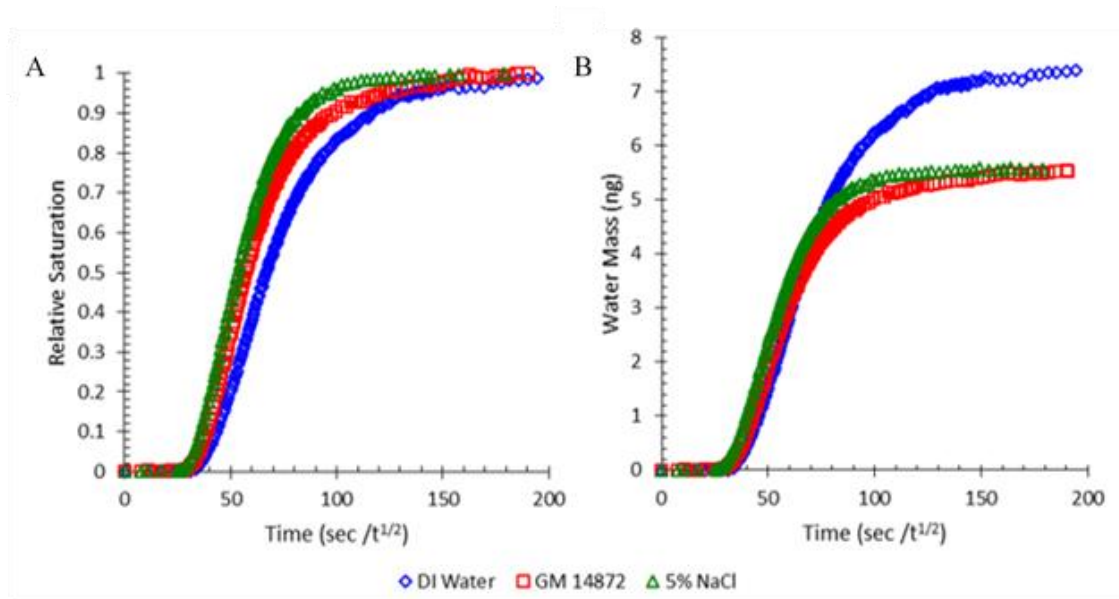 A
Relative Saturation
1
0.9
0.8
0.7
0.6
0.5
0.4
0.3
0.2
0.1
0
0 50 100 150 200
Time (sec /t^1/2)
B
Water Mass (ng)
8
7
6
5
4
3
2
1
0
0 50 100 150 200
Time (sec /t^1/2)
DI Water GM 14872 5% NaCl